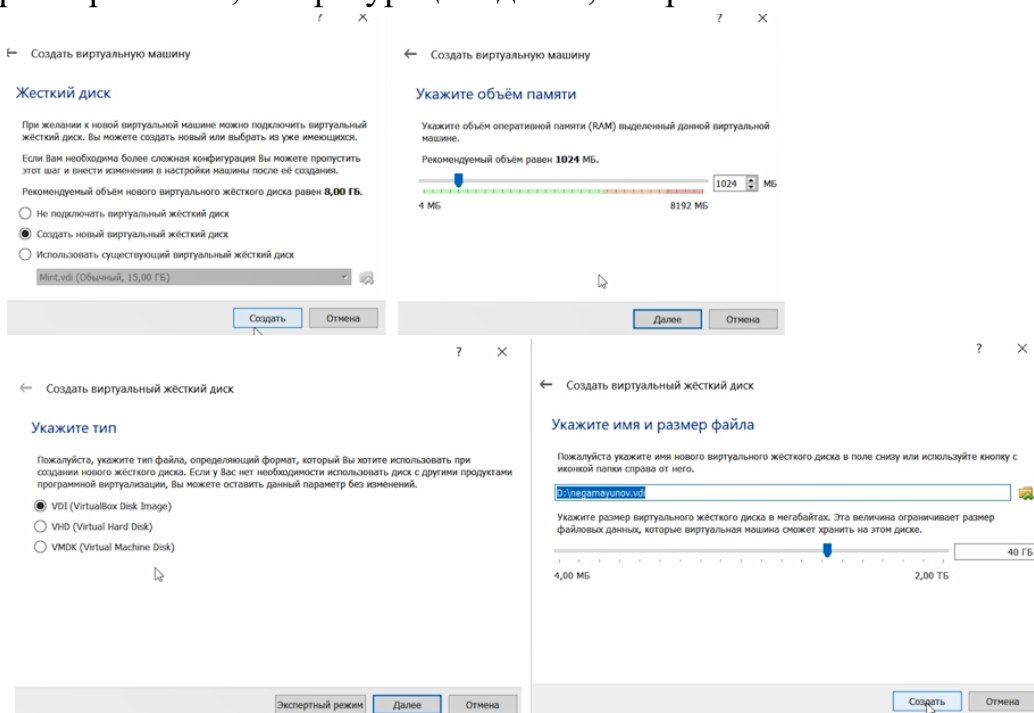 ? ×
← Создать виртуальную машину
Жесткий диск
При желании к новой виртуальной машине можно подключить виртуальный
жёсткий диск. Вы можете создать новый или выбрать из уже имеющихся.
Если Вам необходима более сложная конфигурация Вы можете пропустить
этот шаг и внести изменения в настройки машины после её создания.
Рекомендуемый объём нового виртуального жёсткого диска равен 8,00 ГБ.
Не подключать виртуальный жёсткий диск
Создать новый виртуальный жёсткий диск
Использовать существующий виртуальный жёсткий диск
Mint.vdi (Обычный, 15,00 ГБ)
Создать Отмена
? ×
← Создать виртуальную машину
Укажите объём памяти
Укажите объём оперативной памяти (RAM) выделенный данной виртуальной
машине.
Рекомендуемый объём равен 1024 МБ.
1024 МБ
4 МБ 8192 МБ
Далее Отмена
? ×
← Создать виртуальный жёсткий диск
Укажите тип
Пожалуйста, укажите тип файла, определяющий формат, который Вы хотите использовать при
создании нового жёсткого диска. Если у Вас нет необходимости использовать диск с другими продуктами
программной виртуализации, Вы можете оставить данный параметр без изменений.
VDI (VirtualBox Disk Image)
VHD (Virtual Hard Disk)
VMDK (Virtual Machine Disk)
Экспертный режим Далее Отмена
? ×
← Создать виртуальный жёсткий диск
Укажите имя и размер файла
Пожалуйста укажите имя нового виртуального жёсткого диска в поле снизу или используйте кнопку с
иконкой папки справа от него.
D:\negamayunov.vdi
Укажите размер виртуального жёсткого диска в мегабайтах. Эта величина ограничивает размер
файловых данных, которые виртуальная машина сможет хранить на этом диске.
40 ГБ
4,00 МБ 2,00 ТБ
Создать Отмена